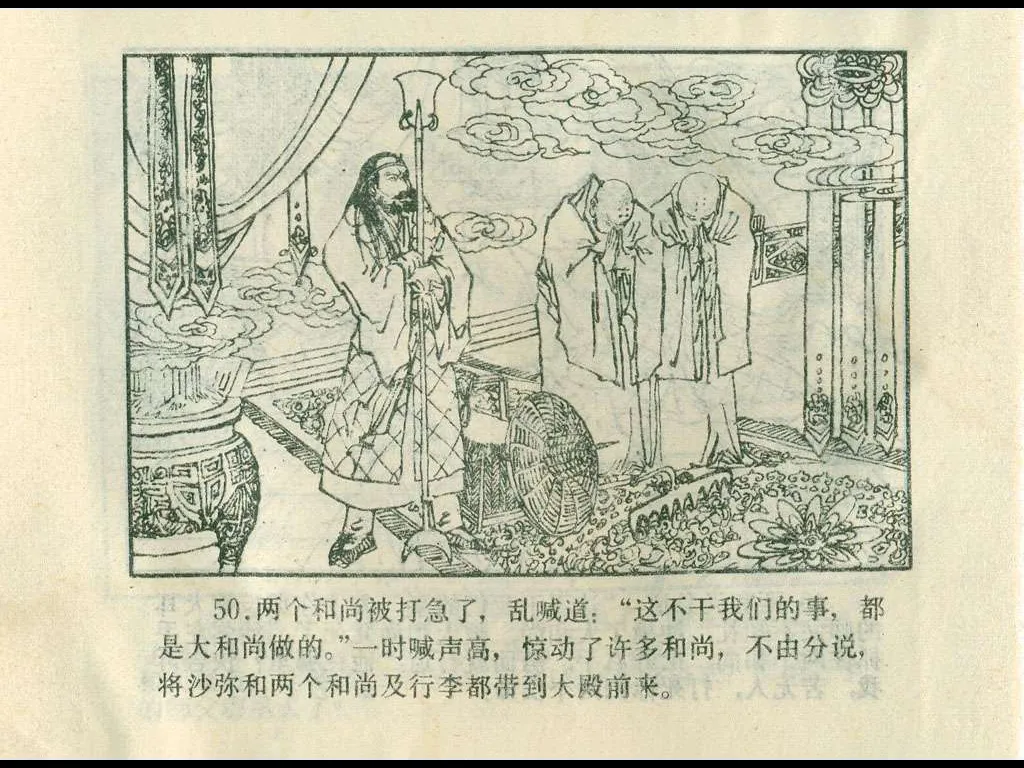 50.两个和尚被打急了，乱喊道：“这不干我们的事，都
是大和尚做的。”一时喊声高，惊动了许多和尚，不由分说，
将沙弥和两个和尚及行李都带到大殿前来。